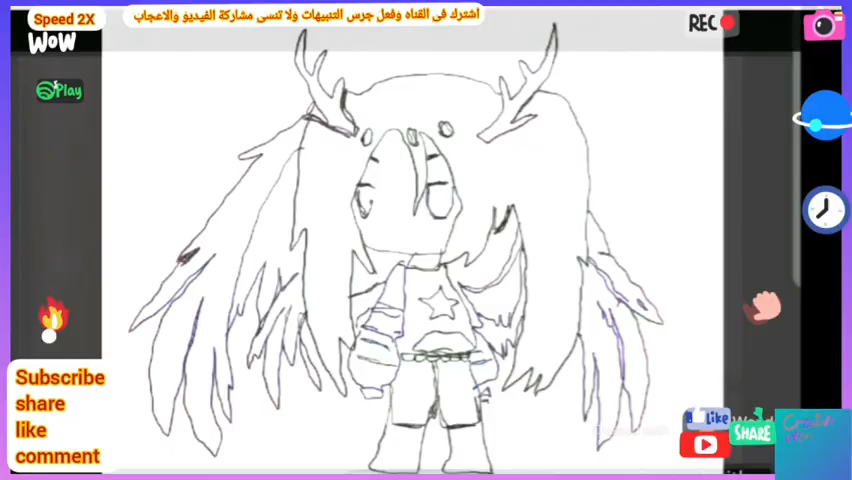 Speed 2X
اشترك فى القناه وفعل جرس التنبيهات ولا تنسى مشاركة الفيديو والاعجاب
REC
WOW
Play
Subscribe
share
like
comment
Like
SHARE